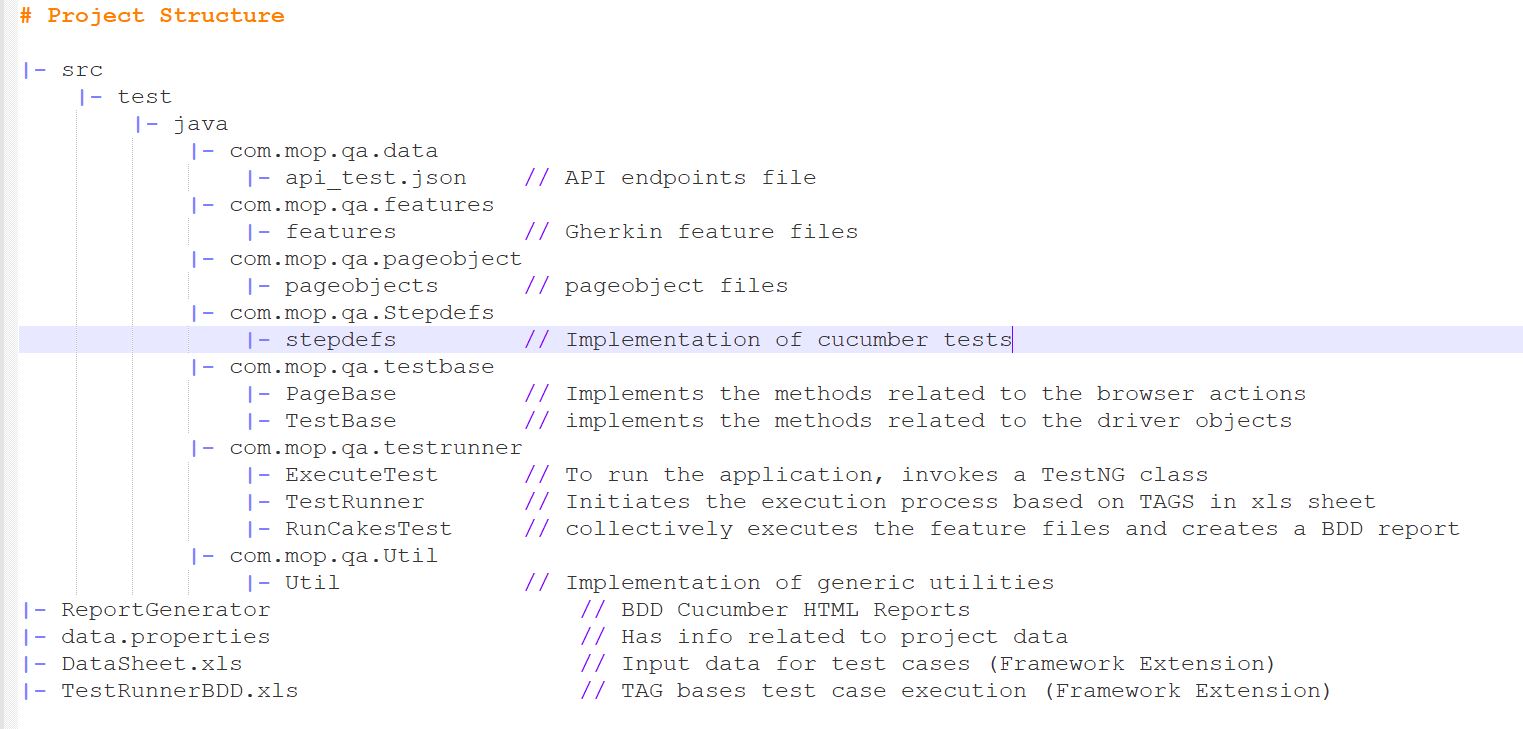 # Project Structure
|- src
|- test
|- java
|- com.mop.qa.data
|- api_test.json // API endpoints file
|- com.mop.qa.features
|- features // Gherkin feature files
|- com.mop.qa.pageobject
|- pageobjects // pageobject files
|- com.mop.qa.Stepdefs
|- stepdefs // Implementation of cucumber tests
|- com.mop.qa.testbase
|- PageBase // Implements the methods related to the browser actions
|- TestBase // implements the methods related to the driver objects
|- com.mop.qa.testrunner
|- ExecuteTest // To run the application, invokes a TestNG class
|- TestRunner // Initiates the execution process based on TAGS in xls sheet
|- RunCakesTest // collectively executes the feature files and creates a BDD report
|- com.mop.qa.Util
|- Util // Implementation of generic utilities
|- ReportGenerator // BDD Cucumber HTML Reports
|- data.properties // Has info related to project data
|- DataSheet.xls // Input data for test cases (Framework Extension)
|- TestRunnerBDD.xls // TAG bases test case execution (Framework Extension)